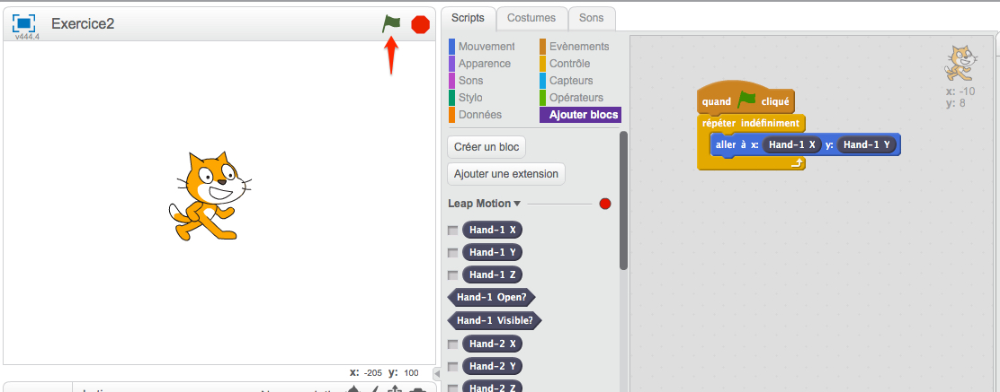 Exercice2
v444.4
Scripts
Costumes
Sons
Mouvement
Evènements
Apparence
Contrôle
Sons
Capteurs
Stylo
Opérateurs
Données
Ajouter blocs
Créer un bloc
Ajouter une extension
Leap Motion
Hand-1 X
Hand-1 Y
Hand-1 Z
Hand-1 Open?
Hand-1 Visible?
Hand-2 X
Hand-2 Y
Hand-2 Z
quand cliqué
répéter indéfiniment
aller à x: Hand-1 X y: Hand-1 Y
x: -10
y: 8
x: -205 y: 100